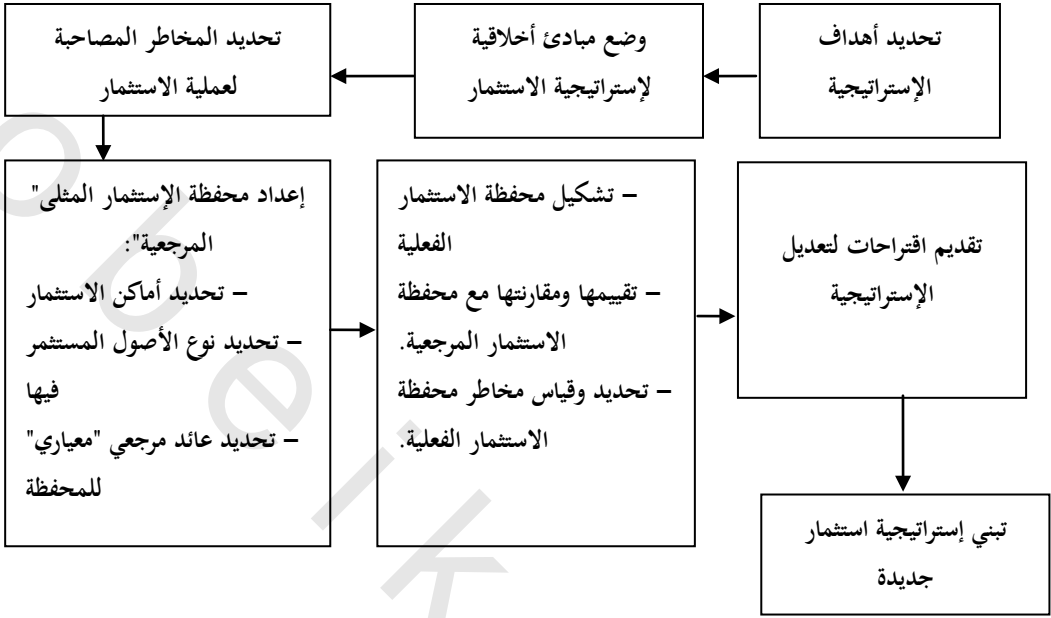 تحديد أهداف
الإستراتيجية
وضع مبادئ أخلاقية
لإستراتيجية الاستثمار
تحديد المخاطر المصاحبة
لعملية الاستثمار
إعداد محفظة الإستثمار المثلى"
المرجعية":
– تحديد أماكن الاستثمار
– تحديد نوع الأصول المستثمر
فيها
– تحديد عائد مرجعي "معياري"
للمحفظة
– تشكيل محفظة الاستثمار
الفعلية
– تقييمها ومقارنتها مع محفظة
الاستثمار المرجعية.
– تحديد وقياس مخاطر محفظة
الاستثمار الفعلية.
تقديم اقتراحات لتعديل
الإستراتيجية
تبني إستراتيجية استثمار
جديدة
obeik